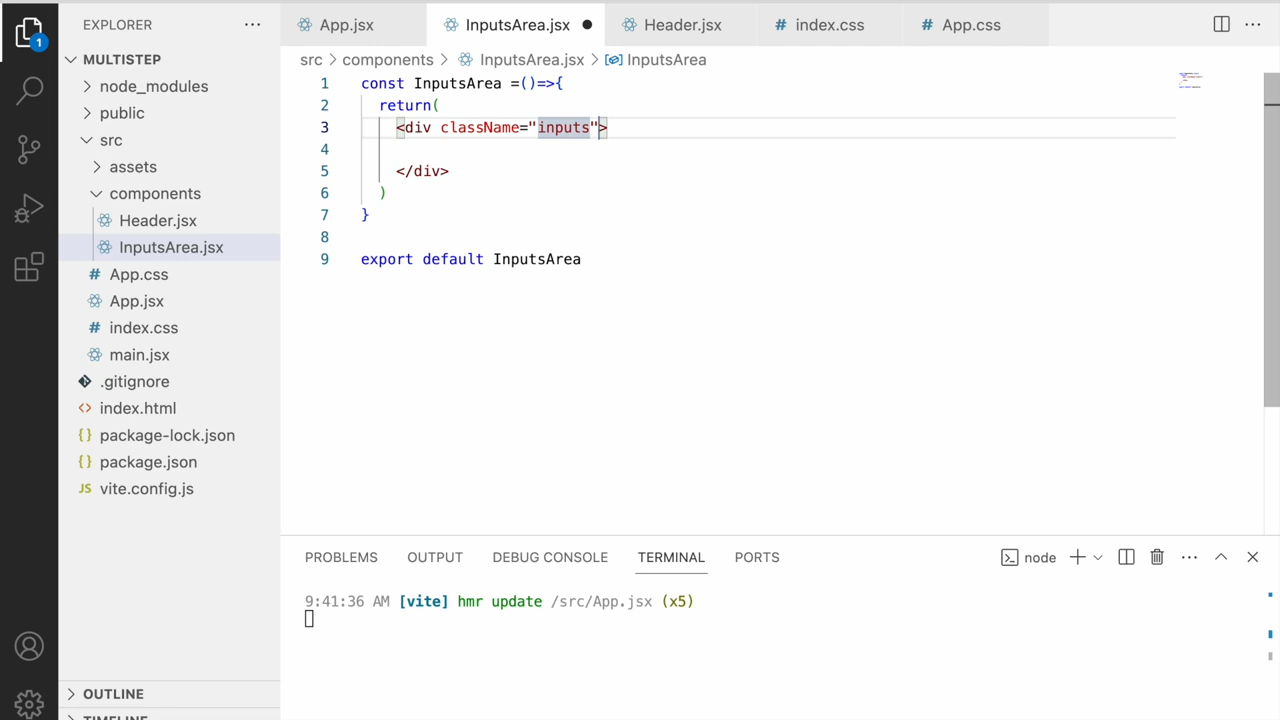 EXPLORER
App.jsx
InputsArea.jsx
Header.jsx
index.css
App.css
1
MULTISTEP
node_modules
public
src
assets
components
Header.jsx
InputsArea.jsx
App.css
App.jsx
index.css
main.jsx
.gitignore
index.html
package-lock.json
package.json
JS vite.config.js
OUTLINE
TIMELINE
src > components > InputsArea.jsx > InputsArea
1 const InputsArea =()=>{
2 return(
3 <div className="inputs">
4
5 </div>
6 )
7 }
8
9 export default InputsArea
PROBLEMS OUTPUT DEBUG CONSOLE TERMINAL PORTS
node
9:41:36 AM [vite] hmr update /src/App.jsx (x5)